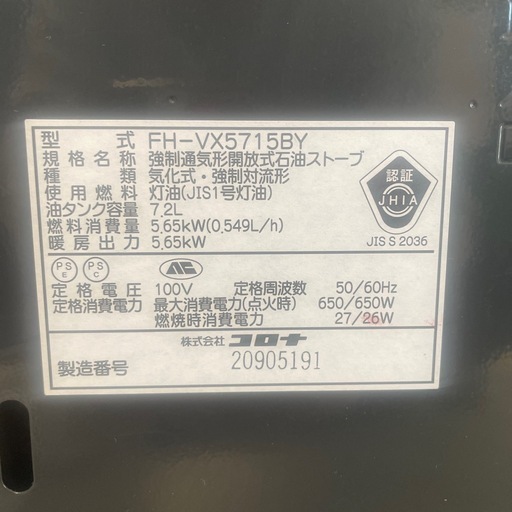 型式 FH-VX5715BY
規格名称 強制通気形開放式石油ストーブ
種類 気化式・強制対流形
使用燃料 灯油(JIS1号灯油)
油タンク容量 7,2L
燃料消費量 5,65kW(0,549L/h)
暖房出力 5,65kW
認証
JHIA
JIS S 2036
PS E
PS C
定格電圧 100V 定格周波数 50/60Hz
定格消費電力 最大消費電力(点火時) 650/650W
燃焼時消費電力 27/26W
株式会社 コロナ
製造番号 20905191